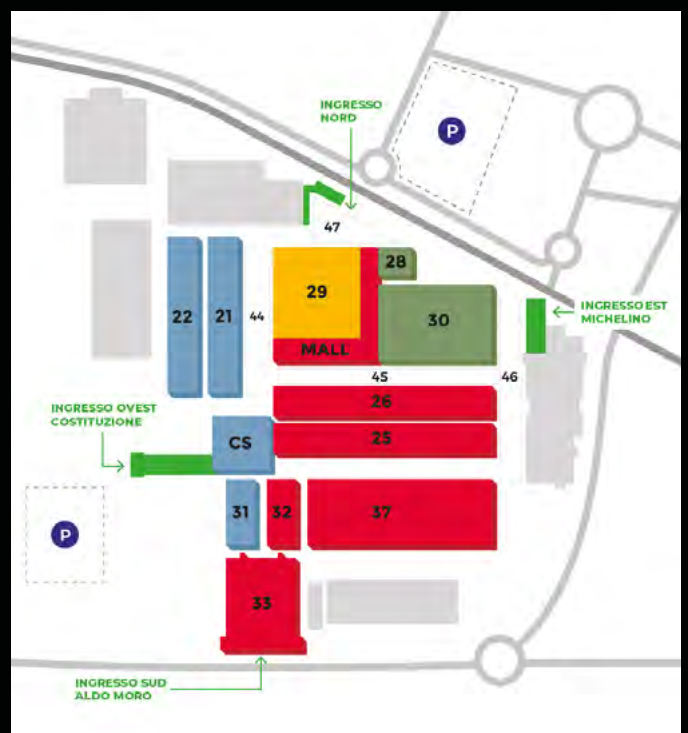 INGRESSO
NORD
P
47
28
29
22
21
44
30
INGRESSO EST
MICHELINO
MALL
45
46
26
INGRESSO OVEST
COSTITUZIONE
25
CS
31
32
37
P
33
INGRESSO SUD
ALDO MORO